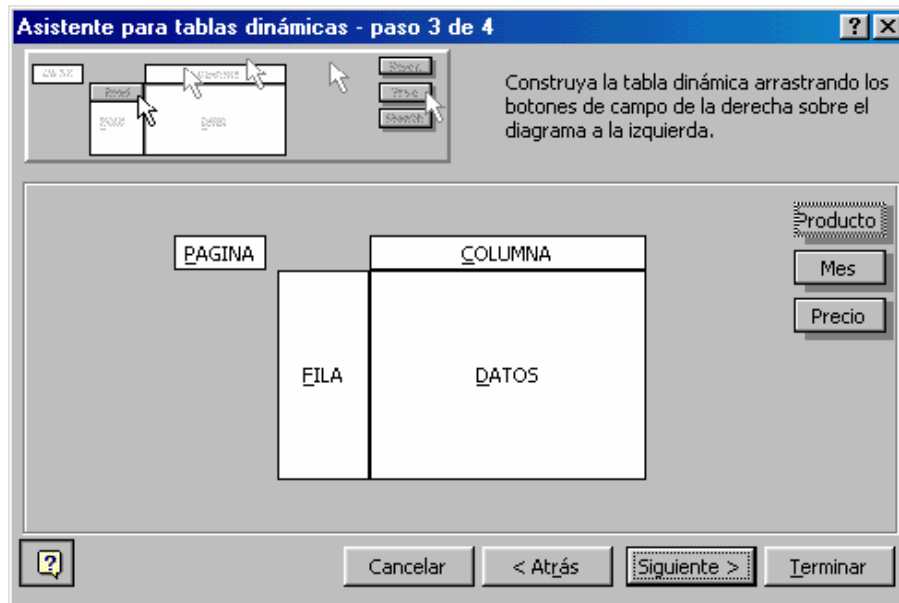 Asistente para tablas dinámicas - paso 3 de 4
Construya la tabla dinámica arrastrando los
botones de campo de la derecha sobre el
diagrama a la izquierda.
Producto
PAGINA
COLUMNA
Mes
Precio
FILA
DATOS
Cancelar
< Atrás
Siguiente >
Terminar